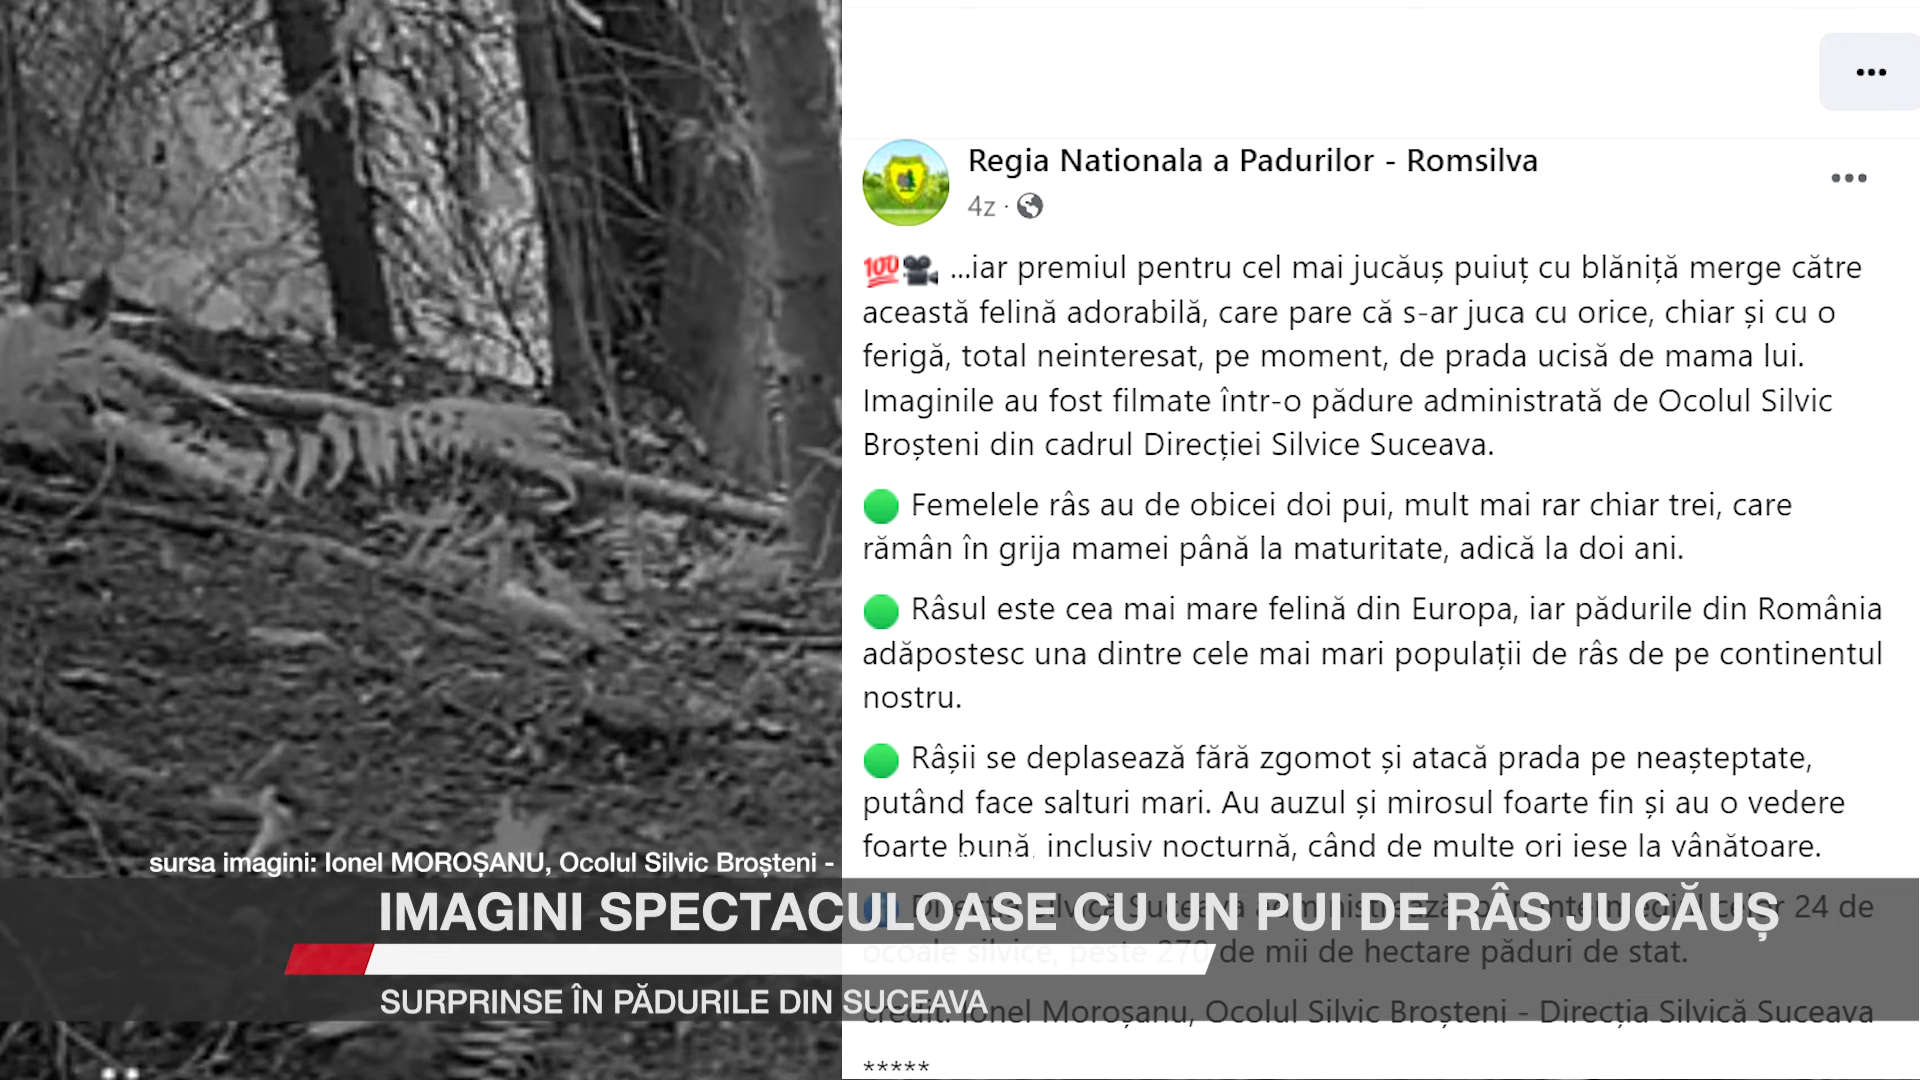 Regia Nationala a Padurilor - Romsilva
4z ·
💯🎥 ...iar premiul pentru cel mai jucăuș puiuț cu blăniță merge către
această felină adorabilă, care pare că s-ar juca cu orice, chiar și cu o
ferigă, total neinteresat, pe moment, de prada ucisă de mama lui.
Imaginile au fost filmate într-o pădure administrată de Ocolul Silvic
Broșteni din cadrul Direcției Silvice Suceava.
🟢 Femelele râs au de obicei doi pui, mult mai rar chiar trei, care
rămân în grija mamei până la maturitate, adică la doi ani.
🟢 Râsul este cea mai mare felină din Europa, iar pădurile din România
adăpostesc una dintre cele mai mari populații de râs de pe continentul
nostru.
🟢 Râșii se deplasează fără zgomot și atacă prada pe neașteptate,
putând face salturi mari. Au auzul și mirosul foarte fin și au o vedere
foarte bună, inclusiv nocturnă, când de multe ori iese la vânătoare.
Silvică Suceava 24 de
ocoale silvice, peste 270 de mii de hectare păduri de stat.
Credit: Ionel Moroșanu, Ocolul Silvic Broșteni - Direcția Silvică Suceava
*****
sursa imagini: Ionel MOROȘANU, Ocolul Silvic Broșteni -
IMAGINI SPECTACULOASE CU UN PUI DE RÂS JUCĂUȘ
SURPRINSE ÎN PĂDURILE DIN SUCEAVA